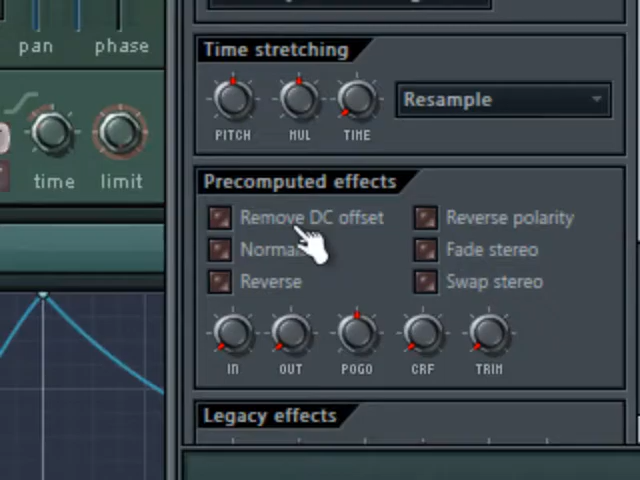 pan phase
time limit
Time stretching
PITCH MUL TIME
Resample
Precomputed effects
Remove DC offset
Reverse polarity
Fade stereo
Reverse
Swap stereo
IN OUT POGO CRF TRIM
Legacy effects